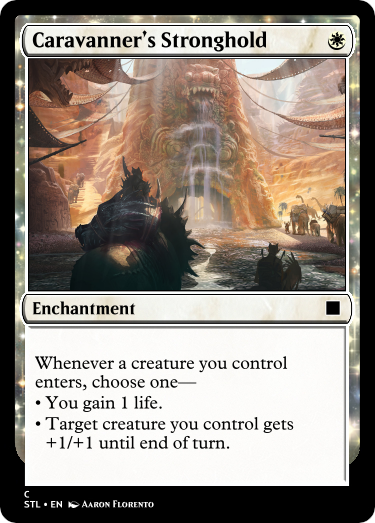 Caravanner's Stronghold
Enchantment
Whenever a creature you control
enters, choose one—
• You gain 1 life.
• Target creature you control gets
+1/+1 until end of turn.
C
STL • EN Aaron Florento